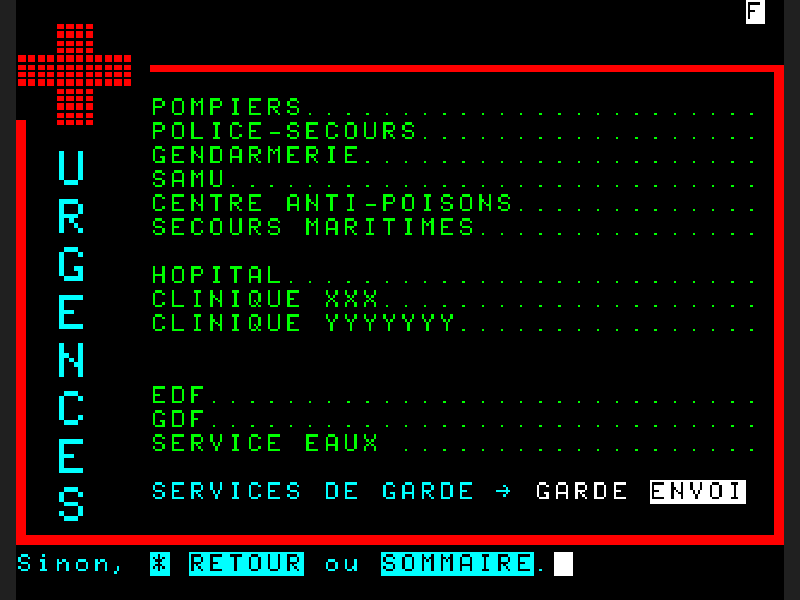 F
URGENCES
POMPIERS........................
POLICE-SECOURS..................
GENDARMERIE.....................
SAMU............................
CENTRE ANTI-POISONS.............
SECOURS MARITIMES...............
HOPITAL.........................
CLINIQUE XXX....................
CLINIQUE YYYYYYY................
EDF.............................
GDF.............................
SERVICE EAUX ...................
SERVICES DE GARDE → GARDE ENVOI
Sinon, * RETOUR ou SOMMAIRE.